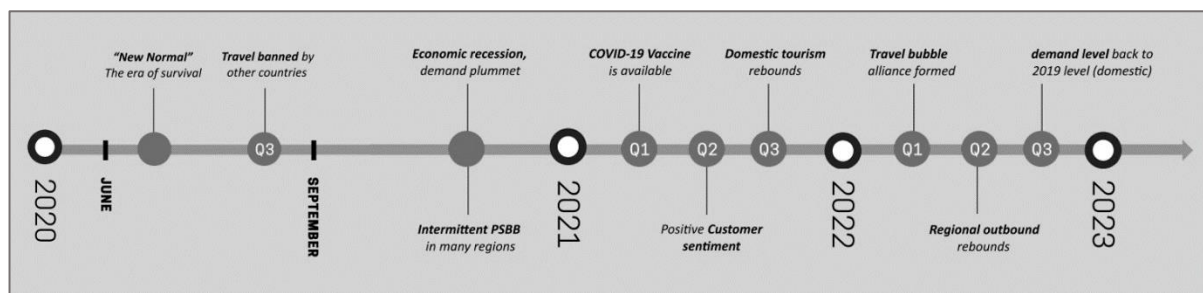 "New Normal"
The era of survival
Travel banned by
other countries
Economic recession,
demand plummet
COVID-19 Vaccine
is available
Domestic tourism
rebounds
Travel bubble
alliance formed
demand level back to
2019 level (domestic)
Q3
Q1
Q2
Q3
Q1
Q2
Q3
2020
JUNE
SEPTEMBER
2021
2022
2023
Intermittent PSBB
in many regions
Positive Customer
sentiment
Regional outbound
rebounds